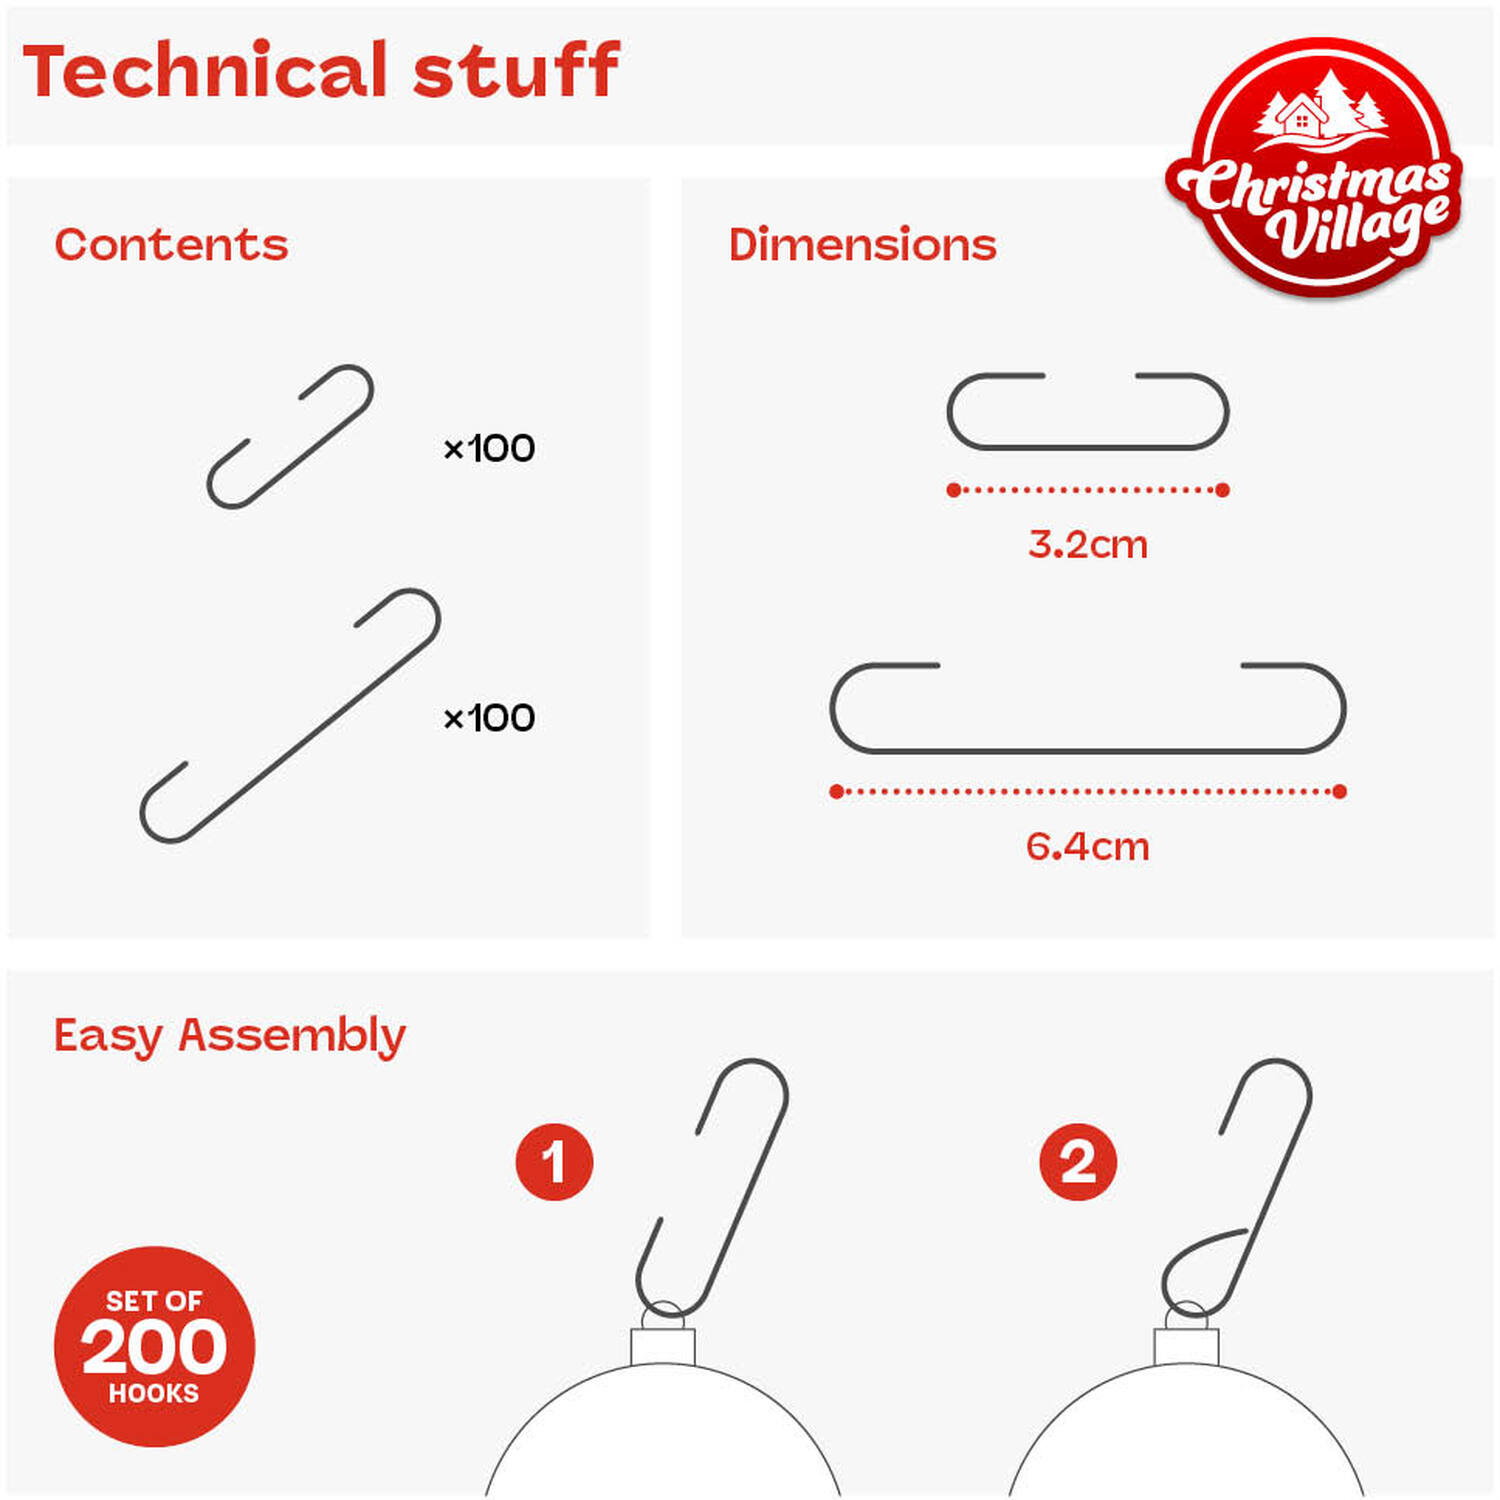 Technical stuff
Christmas
Village
Contents
×100
×100
Dimensions
3.2cm
6.4cm
Easy Assembly
1
2
SET OF
200
HOOKS